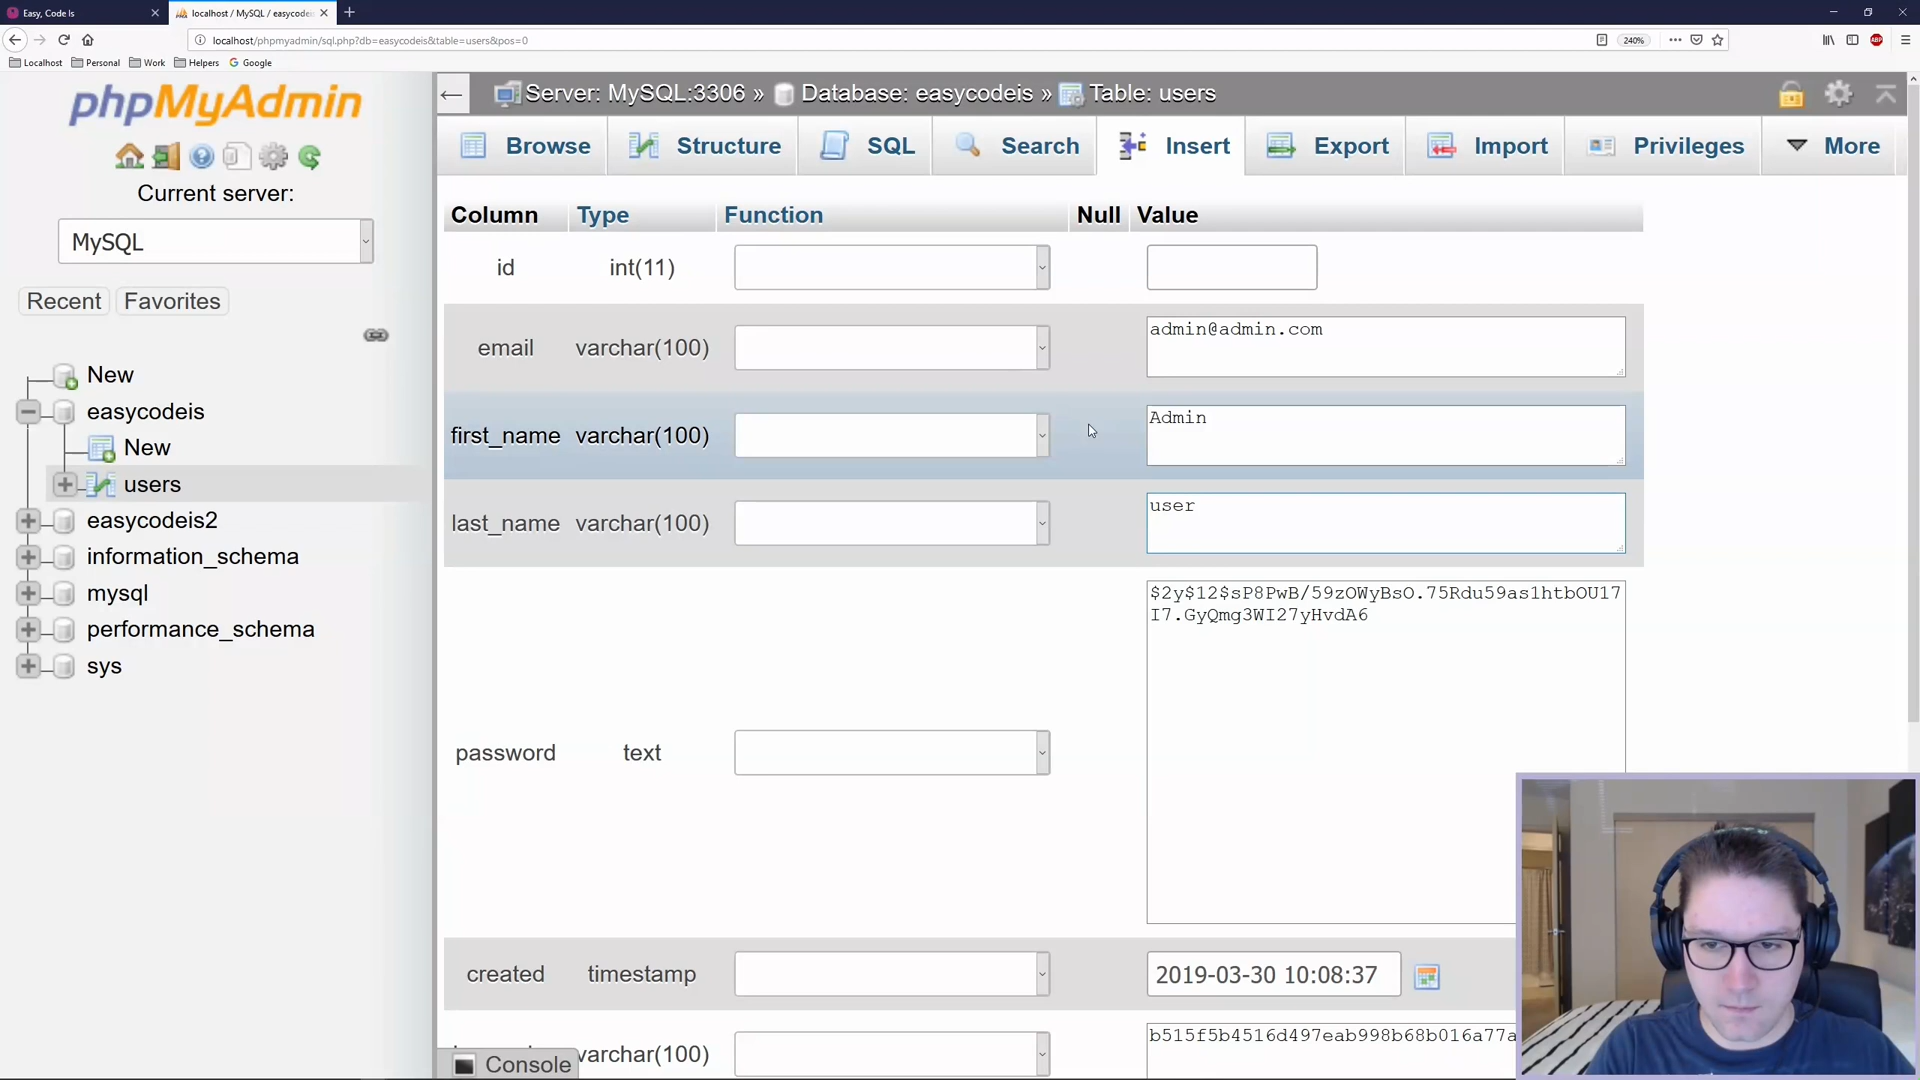 Easy, Code Is
localhost / MySQL / easycodeis
localhost/phpmyadmin/sql.php?db=easycodeis&table=users&pos=0
240%
ABP
Localhost
Personal
Work
Helpers
Google
phpMyAdmin
Current server:
MySQL
Recent
Favorites
New
easycodeis
New
users
easycodeis2
information_schema
mysql
performance_schema
sys
Server: MySQL:3306 » Database: easycodeis » Table: users
Browse Structure SQL Search Insert Export Import Privileges More
Column Type Function Null Value
id int(11)
email varchar(100) admin@admin.com
first_name varchar(100) Admin
last_name varchar(100) user
password text $2y$12$sP8PwB/59zOWyBsO.75Rdu59as1htbOU17
I7.GyQmg3WI27yHvdA6
created timestamp 2019-03-30 10:08:37
varchar(100) b515f5b4516d497eab998b68b016a77a
Console